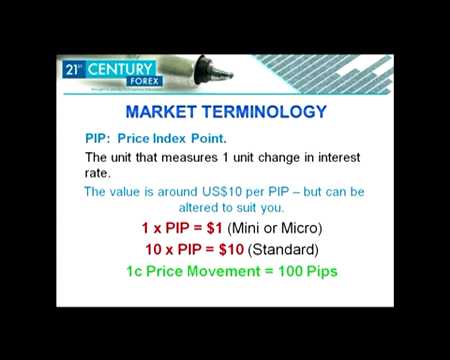 21ST CENTURY
FOREX
MARKET TERMINOLOGY
PIP: Price Index Point.
The unit that measures 1 unit change in interest
rate.
The value is around US$10 per PIP – but can be
altered to suit you.
1 x PIP = $1 (Mini or Micro)
10 x PIP = $10 (Standard)
1c Price Movement = 100 Pips